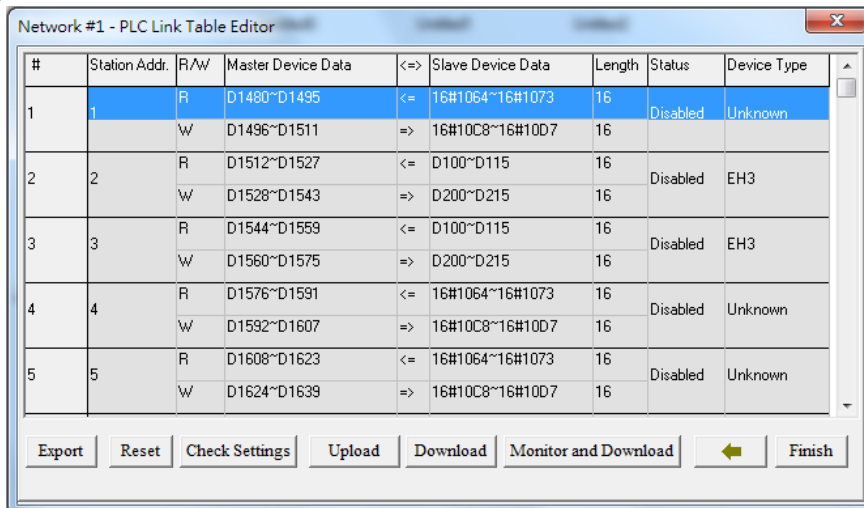 Network #1 - PLC Link Table Editor
# Station Addr. R/W Master Device Data <=> Slave Device Data Length Status Device Type
1 1 R D1480~D1495 <= 16#1064~16#1073 16 Disabled Unknown
W D1496~D1511 => 16#10C8~16#10D7 16
2 2 R D1512~D1527 <= D100~D115 16 Disabled EH3
W D1528~D1543 => D200~D215 16
3 3 R D1544~D1559 <= D100~D115 16 Disabled EH3
W D1560~D1575 => D200~D215 16
4 4 R D1576~D1591 <= 16#1064~16#1073 16 Disabled Unknown
W D1592~D1607 => 16#10C8~16#10D7 16
5 5 R D1608~D1623 <= 16#1064~16#1073 16 Disabled Unknown
W D1624~D1639 => 16#10C8~16#10D7 16
Export Reset Check Settings Upload Download Monitor and Download Finish